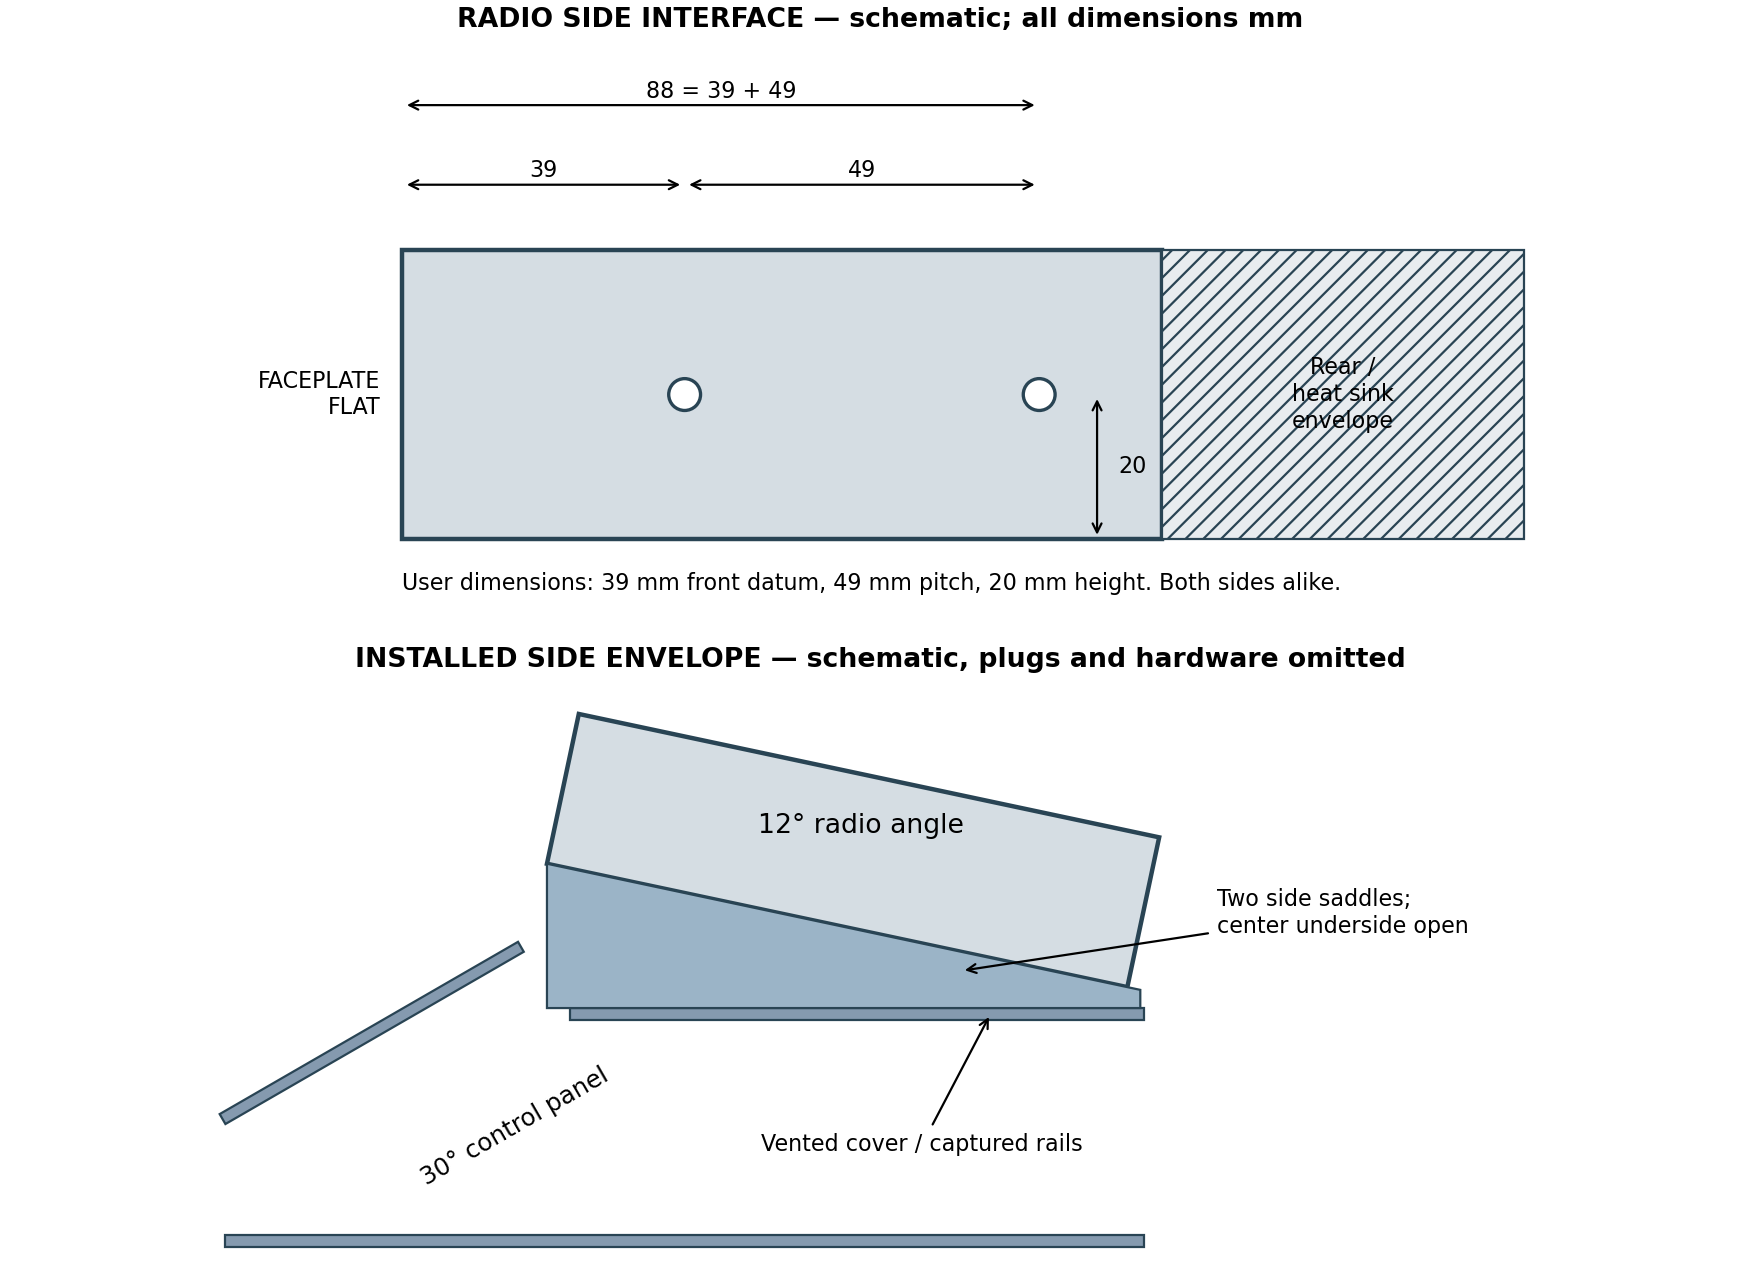 RADIO SIDE INTERFACE — schematic; all dimensions mm
88 = 39 + 49
39
49
FACEPLATE
FLAT
Rear /
heat sink
envelope
20
User dimensions: 39 mm front datum, 49 mm pitch, 20 mm height. Both sides alike.
INSTALLED SIDE ENVELOPE — schematic, plugs and hardware omitted
12° radio angle
Two side saddles;
center underside open
30° control panel
Vented cover / captured rails